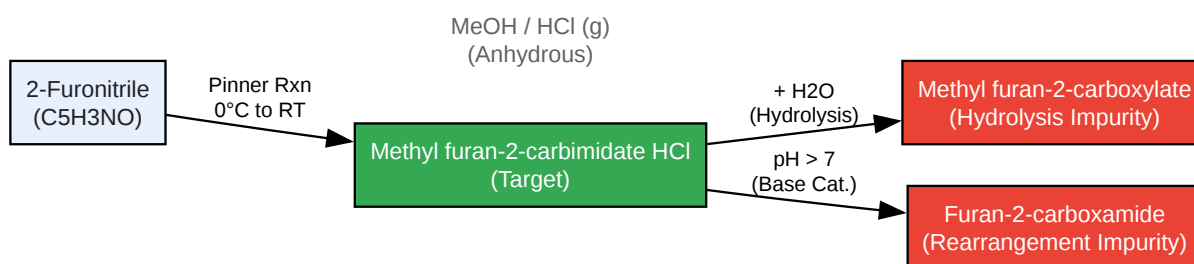 MeOH / HCl (g)
(Anhydrous)
2-Furonitrile
(C5H3NO)
Pinner Rxn
0°C to RT
Methyl furan-2-carbimidate HCl
(Target)
+ H2O
(Hydrolysis)
pH > 7
(Base Cat.)
Methyl furan-2-carboxylate
(Hydrolysis Impurity)
Furan-2-carboxamide
(Rearrangement Impurity)